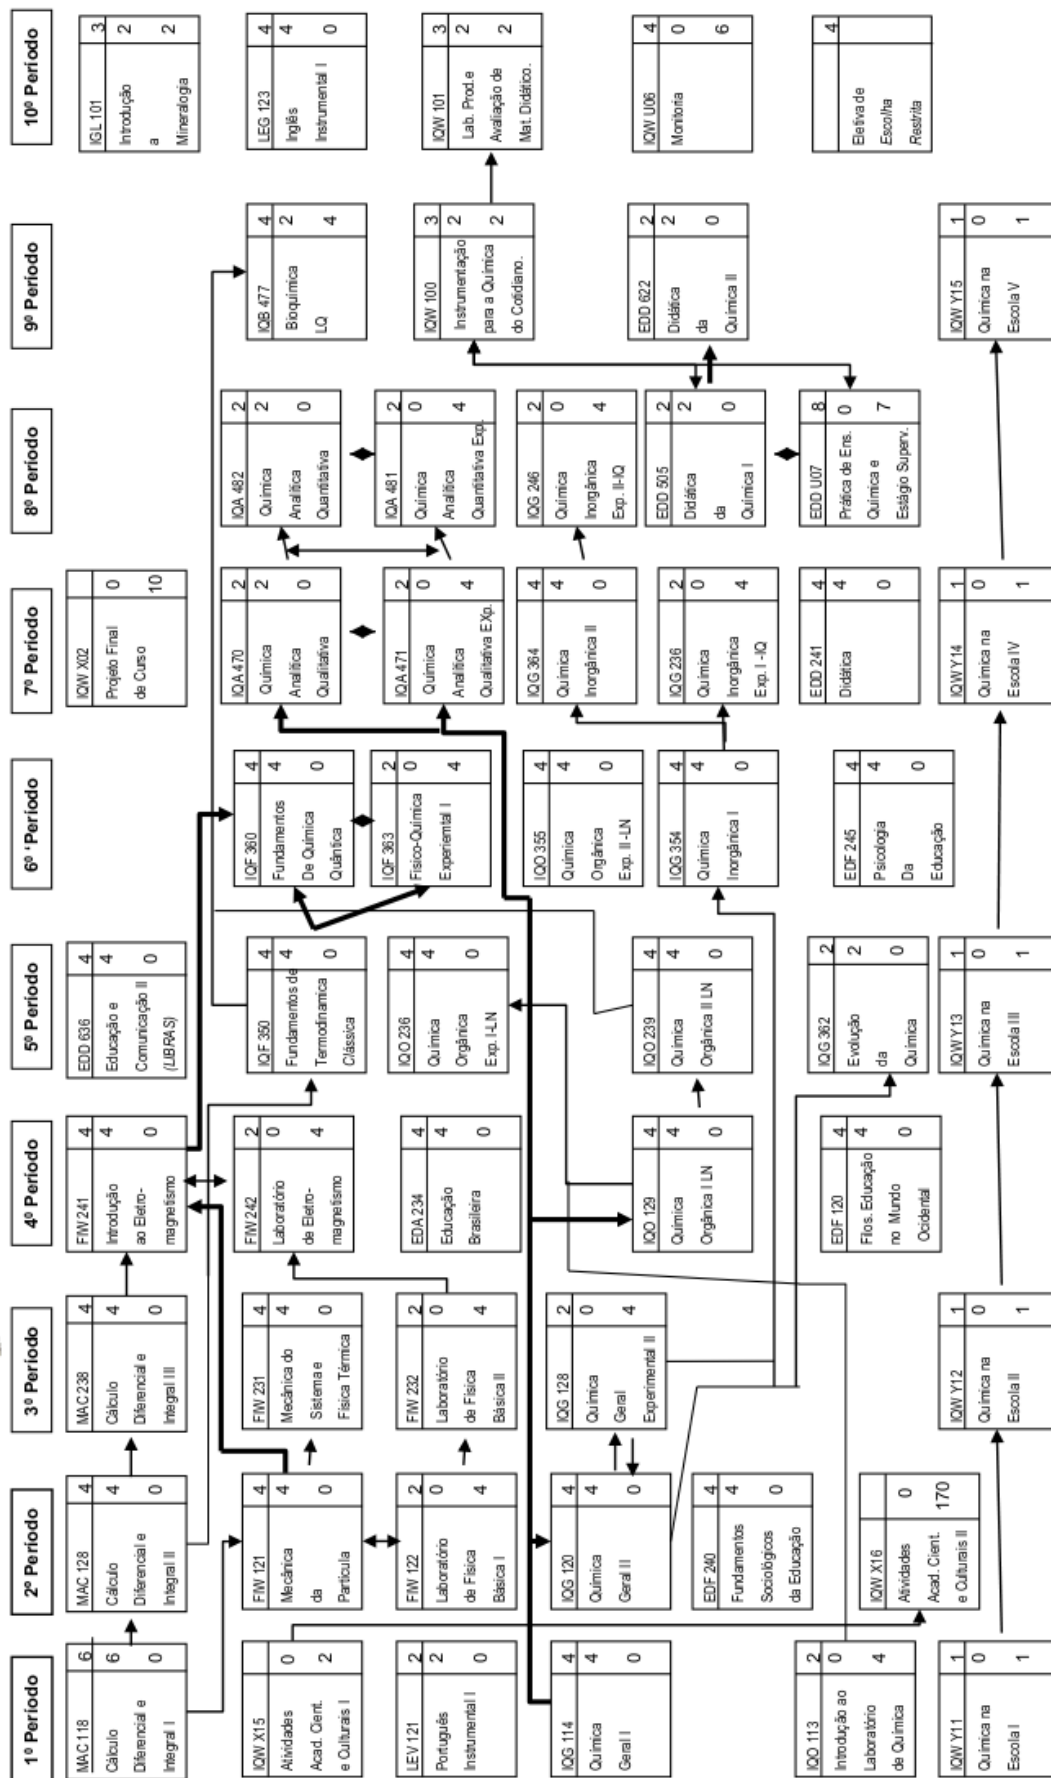 1º Período
MAC118 6
Cálculo 6
Diferencial e
Integral I 0
IQW X15
Atividades 0
Acad. Cient.
e Culturais I 2
LEV 121 2
Português 2
Instrumental I 0
IQG 114 4
Química 4
Geral I 0
IQO 113 2
Introdução ao 0
Laboratório
de Química 4
IQW Y11 1
Química na 0
Escola I 1
2º Período
MAC 128 4
Cálculo 4
Diferencial e
Integral II 0
FIW 121 4
Mecânica 4
da
Partícula 0
FIW 122 2
Laboratório 0
de Física
Básica I 4
IQG 120 4
Química 4
Geral II 0
EDF 240 4
Fundamentos 4
Sociológicos
da Educação 0
IQW X16
Atividades 0
Acad. Cient.
e Culturais II 170
3º Período
MAC238 4
Cálculo 4
Diferencial e
Integral III 0
FIW 231 4
Mecânica do 4
Sistema e
Física Térmica 0
FIW 232 2
Laboratório 0
de Física
Básica II 4
IQG 128 2
Química 0
Geral
Experimental II 4
IQW Y12 1
Química na 0
Escola II 1
4º Período
FIW 241 4
Introdução 4
ao Eletro-
magnetismo 0
FIW 242 2
Laboratório 0
de Eletro-
magnetismo 4
EDA 234 4
Educação 4
Brasileira 0
IQO 129 4
Química 4
Orgânica I LN 0
EDF 120 4
Filos. Educação 4
no Mundo
Ocidental 0
5º Período
EDD 636 4
Educação e 4
Comunicação II
(LIBRAS) 0
IQF 350 4
Fundamentos de 4
Termodinamica
Clássica 0
IQO 236 4
Química 4
Orgânica
Exp. I-LN 0
IQO 239 4
Química 4
Orgânica II LN 0
IQG 362 2
Evolução 2
da
Química 0
IQW Y13 1
Química na 0
Escola III 1
6º 'Período
IQF 360 4
Fundamentos 4
De Química
Quântica 0
IQF 363 2
Físico-Química 0
Experiemtal I 4
IQO 355 4
Química 4
Orgânica
Exp. II -LN 0
IQG 354 4
Química 4
Inorgânica I 0
EDF 245 4
Psicologia 4
Da
Educação 0
7º Período
IQW X02
Projeto Final 0
de Curso 10
IQA 470 2
Química 2
Analítica
Qualitativa 0
IQA 471 2
Química 0
Analítica
Qualitativa EXp. 4
IQG 364 4
Química 4
Inorgânica II 0
IQG 236 2
Química 0
Inorgânica
Exp. I -IQ 4
EDD 241 4
Didática 4
0
IQW Y14 1
Química na 0
Escola IV 1
8º Período
IQA 482 2
Química 2
Analítica
Quantitativa 0
IQA 481 2
Química 0
Analítica
Quantitativa Exp. 4
IQG 246 2
Química 0
Inorgânica
Exp. II-IQ 4
EDD 505 2
Didática 2
da
Química I 0
EDD U07 8
Prática de Ens. 0
Química e
Estágio Superv. 7
9º Período
IQB 477 4
Bioquímica 2
LQ 4
IQW 100 3
Instrumentação 2
para a Química
do Cotidiano. 2
EDD 622 2
Didática 2
da
Química II 0
IQW Y15 1
Química na 0
Escola V 1
10º Período
IGL 101 3
Introdução 2
a
Mineralogia 2
LEG 123 4
Inglês 4
Instrumental I 0
IQW 101 3
Lab. Prod.e 2
Avaliação de
Mat. Didático. 2
IQW U06 4
Monitoria 0
6
4
Eletiva de
Escolha
Restrita